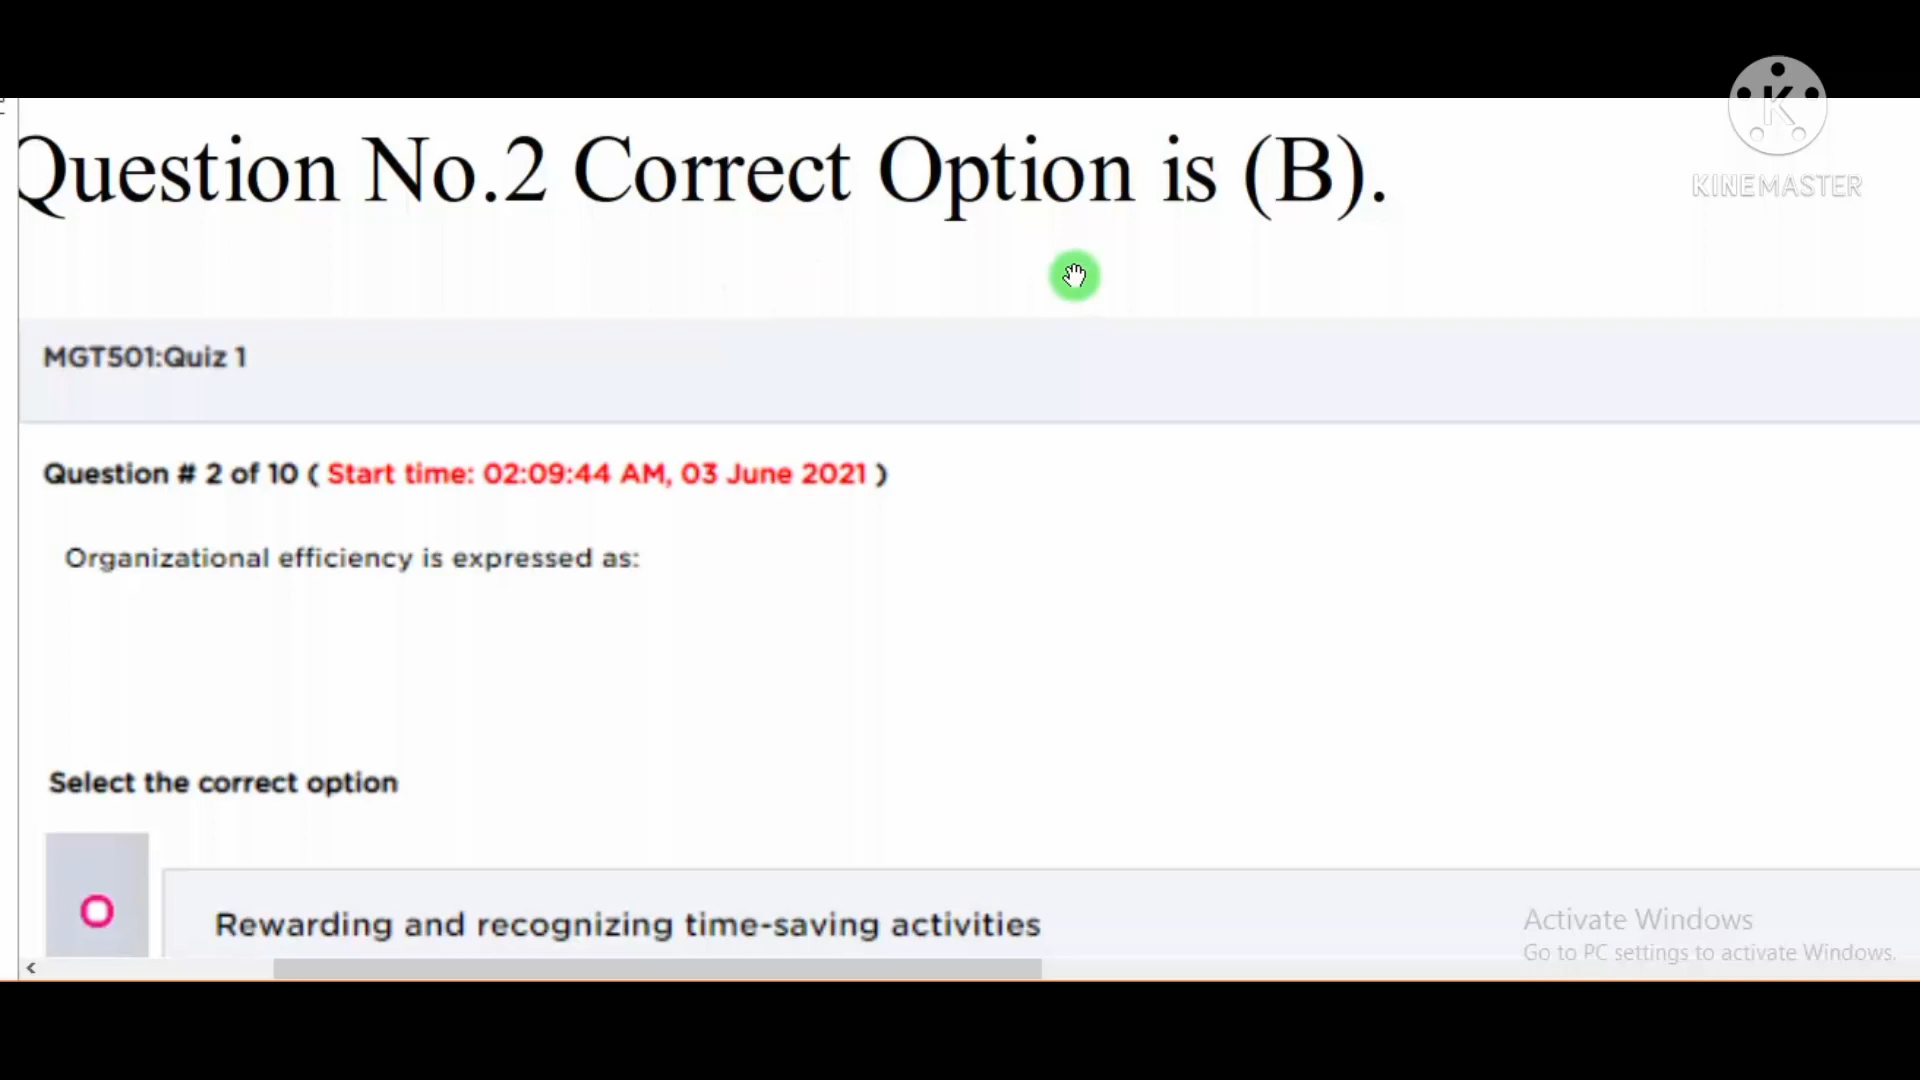 Question No.2 Correct Option is (B).
K
KINEMASTER
MGT501:Quiz 1
Question # 2 of 10 ( Start time: 02:09:44 AM, 03 June 2021 )
Organizational efficiency is expressed as:
Select the correct option
Rewarding and recognizing time-saving activities
Activate Windows
Go to PC settings to activate Windows.